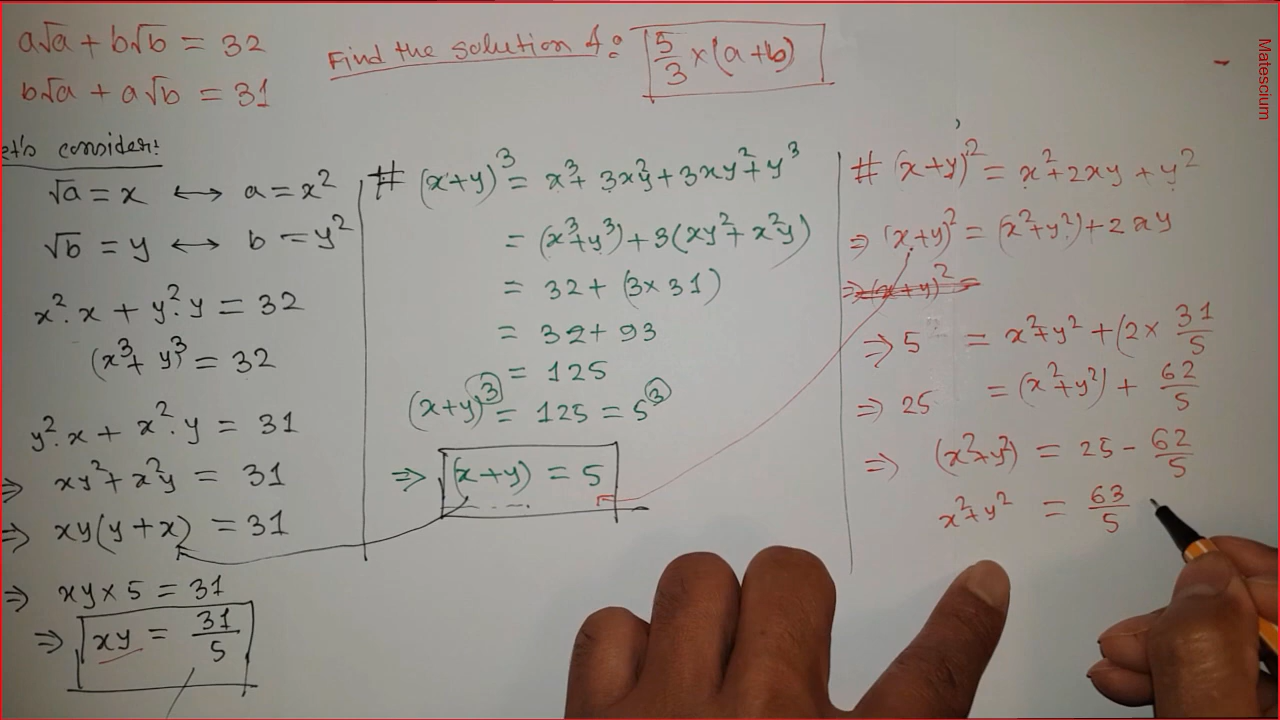 a√a + b√b = 32
b√a + a√b = 31
Find the solution of: 5/3 × (a+b)
Matescium
et's consider:
√a = x ↔ a = x²
√b = y ↔ b = y²
x². x + y². y = 32
(x³ + y³ = 32
y². x + x². y = 31
⇒ xy² + x²y = 31
⇒ xy(y + x) = 31
⇒ xy × 5 = 31
⇒ xy = 31/5
# (x+y)³ = x³ + 3x²y + 3xy² + y³
= (x³+y³) + 3(xy² + x²y)
= 32 + (3×31)
= 32 + 93
= 125
(x+y)³ = 125 = 5³
⇒ (x+y) = 5
# (x+y)² = x² + 2xy + y²
⇒ (x+y)² = (x²+y²) + 2xy
⇒ (x+y)² =
⇒ 5² = x²+y² + (2 × 31/5
⇒ 25 = (x²+y²) + 62/5
⇒ (x²+y²) = 25 - 62/5
x²+y² = 63/5